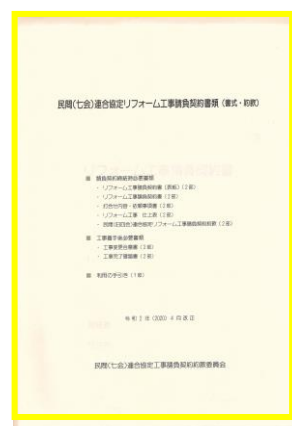 民間(七会)連合協定リフォーム工事請負契約書類（書式・約款）
■ 請負契約締結時必要書類
・ リフォーム工事請負契約書（表紙）（2部）
・ リフォーム工事請負契約書（2部）
・ 打合せ内容・依頼事項書（2部）
・ リフォーム工事 仕上表（2部）
・ 民間(七会)連合協定リフォーム工事請負契約約款（2部）
■ 工事着手後必要書類
・ 工事変更合意書（2部）
・ 工事完了確認書（2部）
■ 利用の手引き（1部）
令和2年（2020）4月改正
民間(七会)連合協定工事請負契約約款委員会